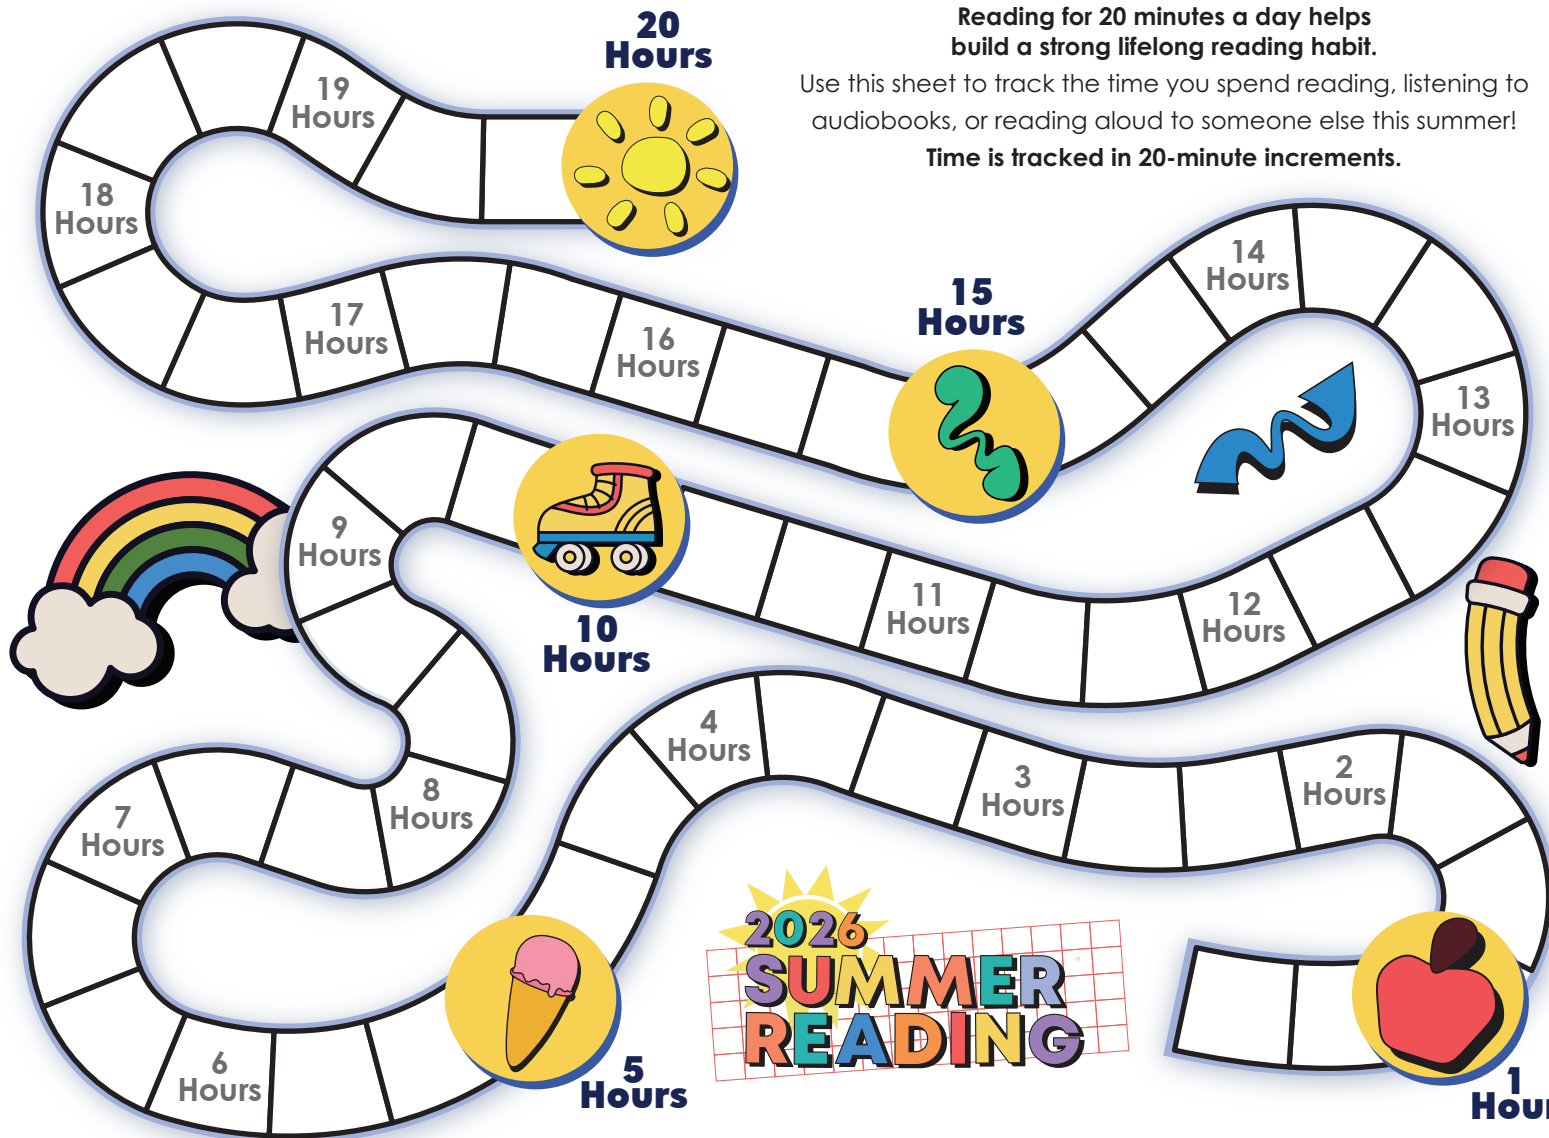 Reading for 20 minutes a day helps
build a strong lifelong reading habit.
Use this sheet to track the time you spend reading, listening to
audiobooks, or reading aloud to someone else this summer!
Time is tracked in 20-minute increments.
20
Hours
19
Hours
18
Hours
17
Hours
16
Hours
15
Hours
14
Hours
13
Hours
12
Hours
11
Hours
10
Hours
9
Hours
8
Hours
7
Hours
6
Hours
5
Hours
4
Hours
3
Hours
2
Hours
1
Hour
2026
SUMMER
READING